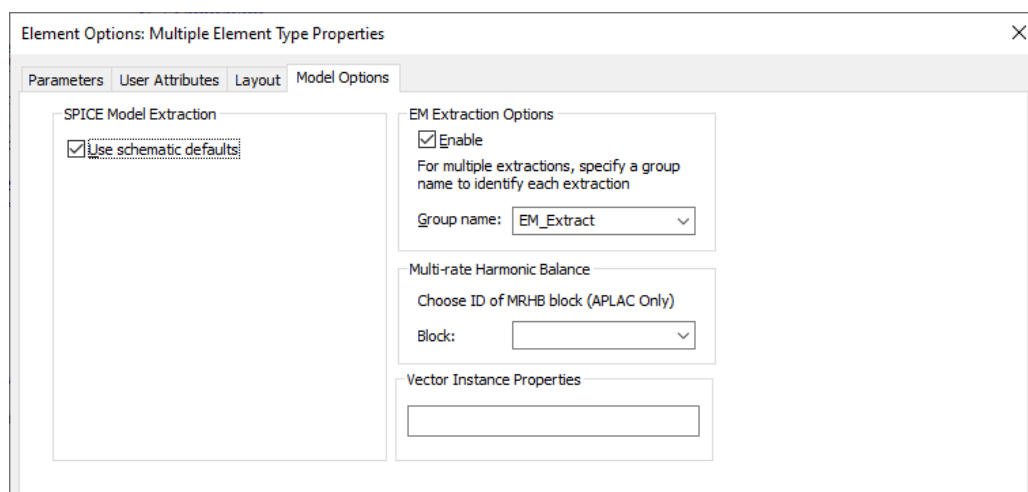 Element Options: Multiple Element Type Properties
Parameters User Attributes Layout Model Options
SPICE Model Extraction
Use schematic defaults
EM Extraction Options
Enable
For multiple extractions, specify a group
name to identify each extraction
Group name: EM_Extract
Multi-rate Harmonic Balance
Choose ID of MRHB block (APLAC Only)
Block:
Vector Instance Properties